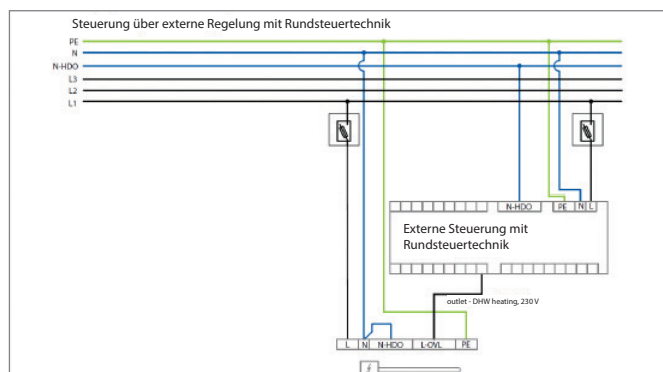 Steuerung über externe Regelung mit Rundsteuertechnik
PE
N
N-HDO
L3
L2
L1
N-HDO PE N L
Externe Steuerung mit
Rundsteuertechnik
outlet - DHW heating, 230 V
L N N-HDO L-OVL PE